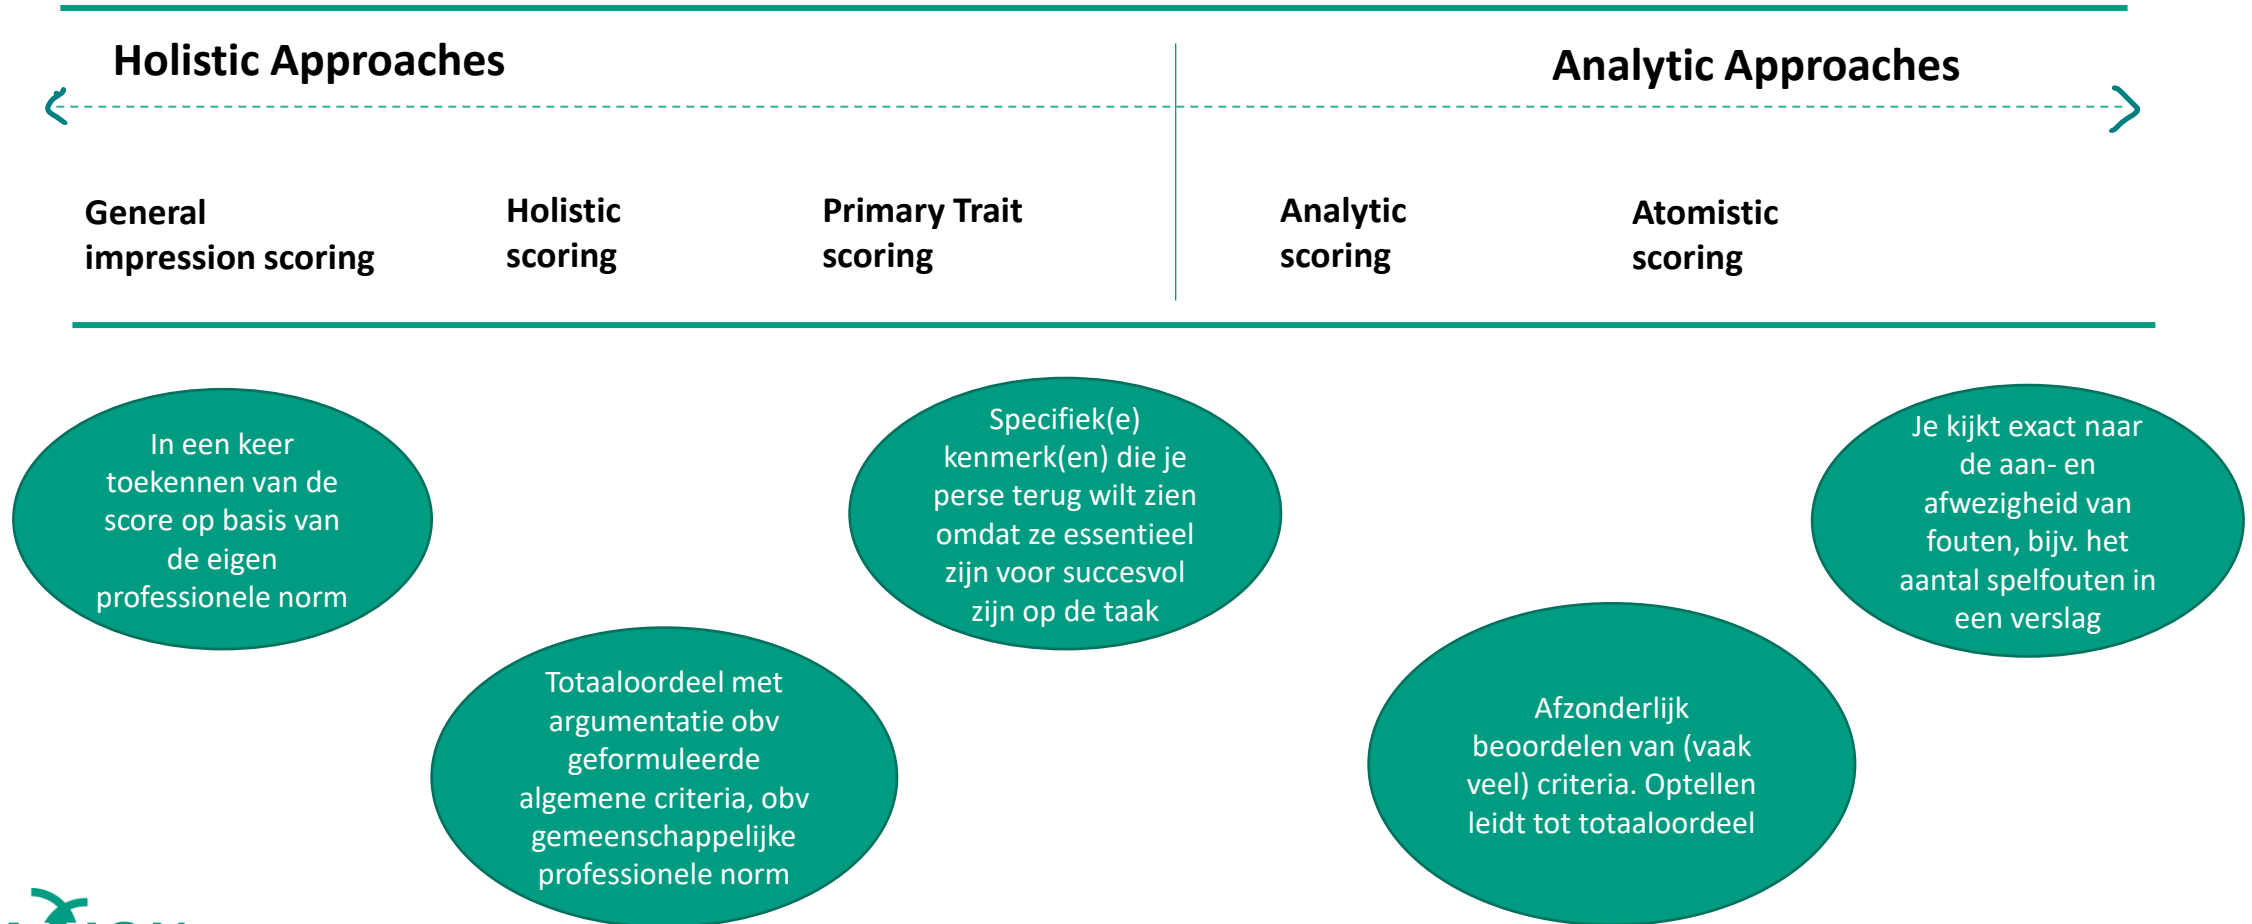 Holistic Approaches
Analytic Approaches
General
impression scoring
Holistic
scoring
Primary Trait
scoring
Analytic
scoring
Atomistic
scoring
In een keer
toekennen van de
score op basis van
de eigen
professionele norm
Totaaloordeel met
argumentatie obv
geformuleerde
algemene criteria, obv
gemeenschappelijke
professionele norm
Specifiek(e)
kenmerk(en) die je
perse terug wilt zien
omdat ze essentieel
zijn voor succesvol
zijn op de taak
Afzonderlijk
beoordelen van (vaak
veel) criteria. Optellen
leidt tot totaaloordeel
Je kijkt exact naar
de aan- en
afwezigheid van
fouten, bijv. het
aantal spelfouten in
een verslag